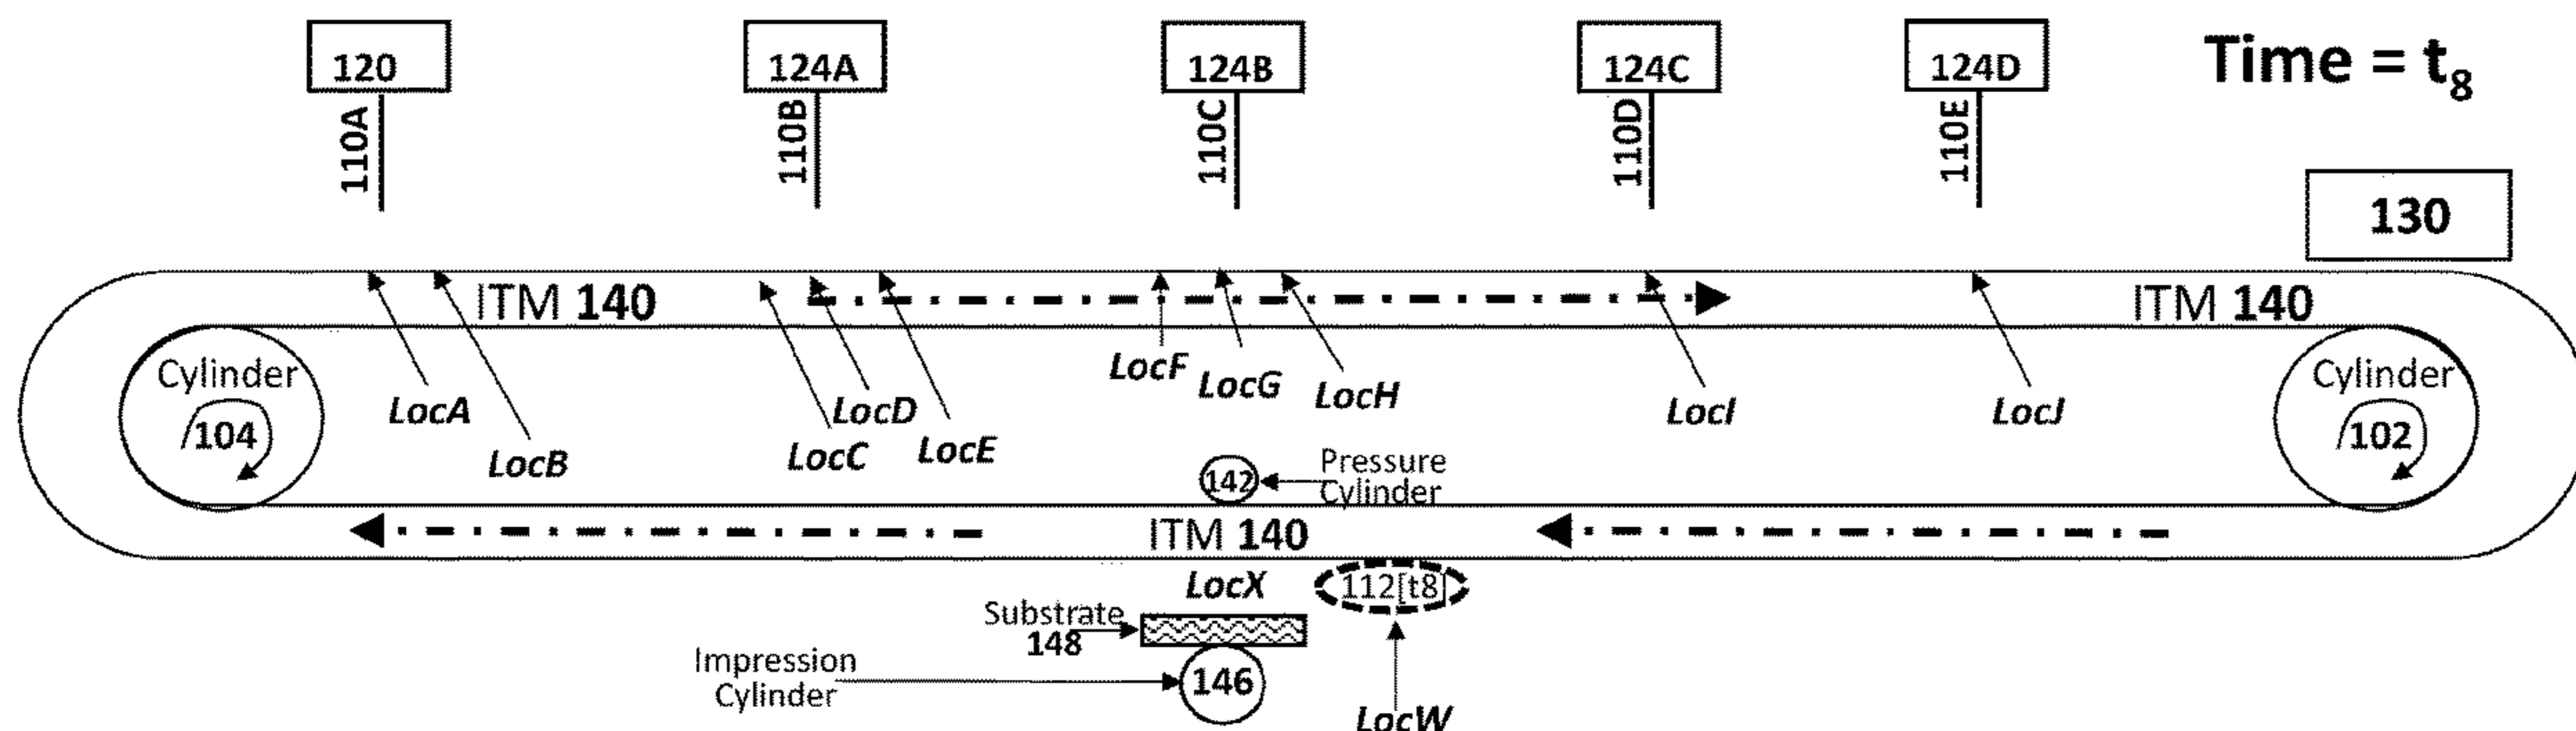 120
124A
124B
124C
124D
Time = t8
110A
110B
110C
110D
110E
130
ITM 140
ITM 140
Cylinder
104
LocA
LocB
LocC
LocD
LocE
LocF
LocG
LocH
LocI
LocJ
Cylinder
102
142
Pressure
Cylinder
ITM 140
LocX
112[t8]
Substrate
148
Impression
Cylinder
146
LocW